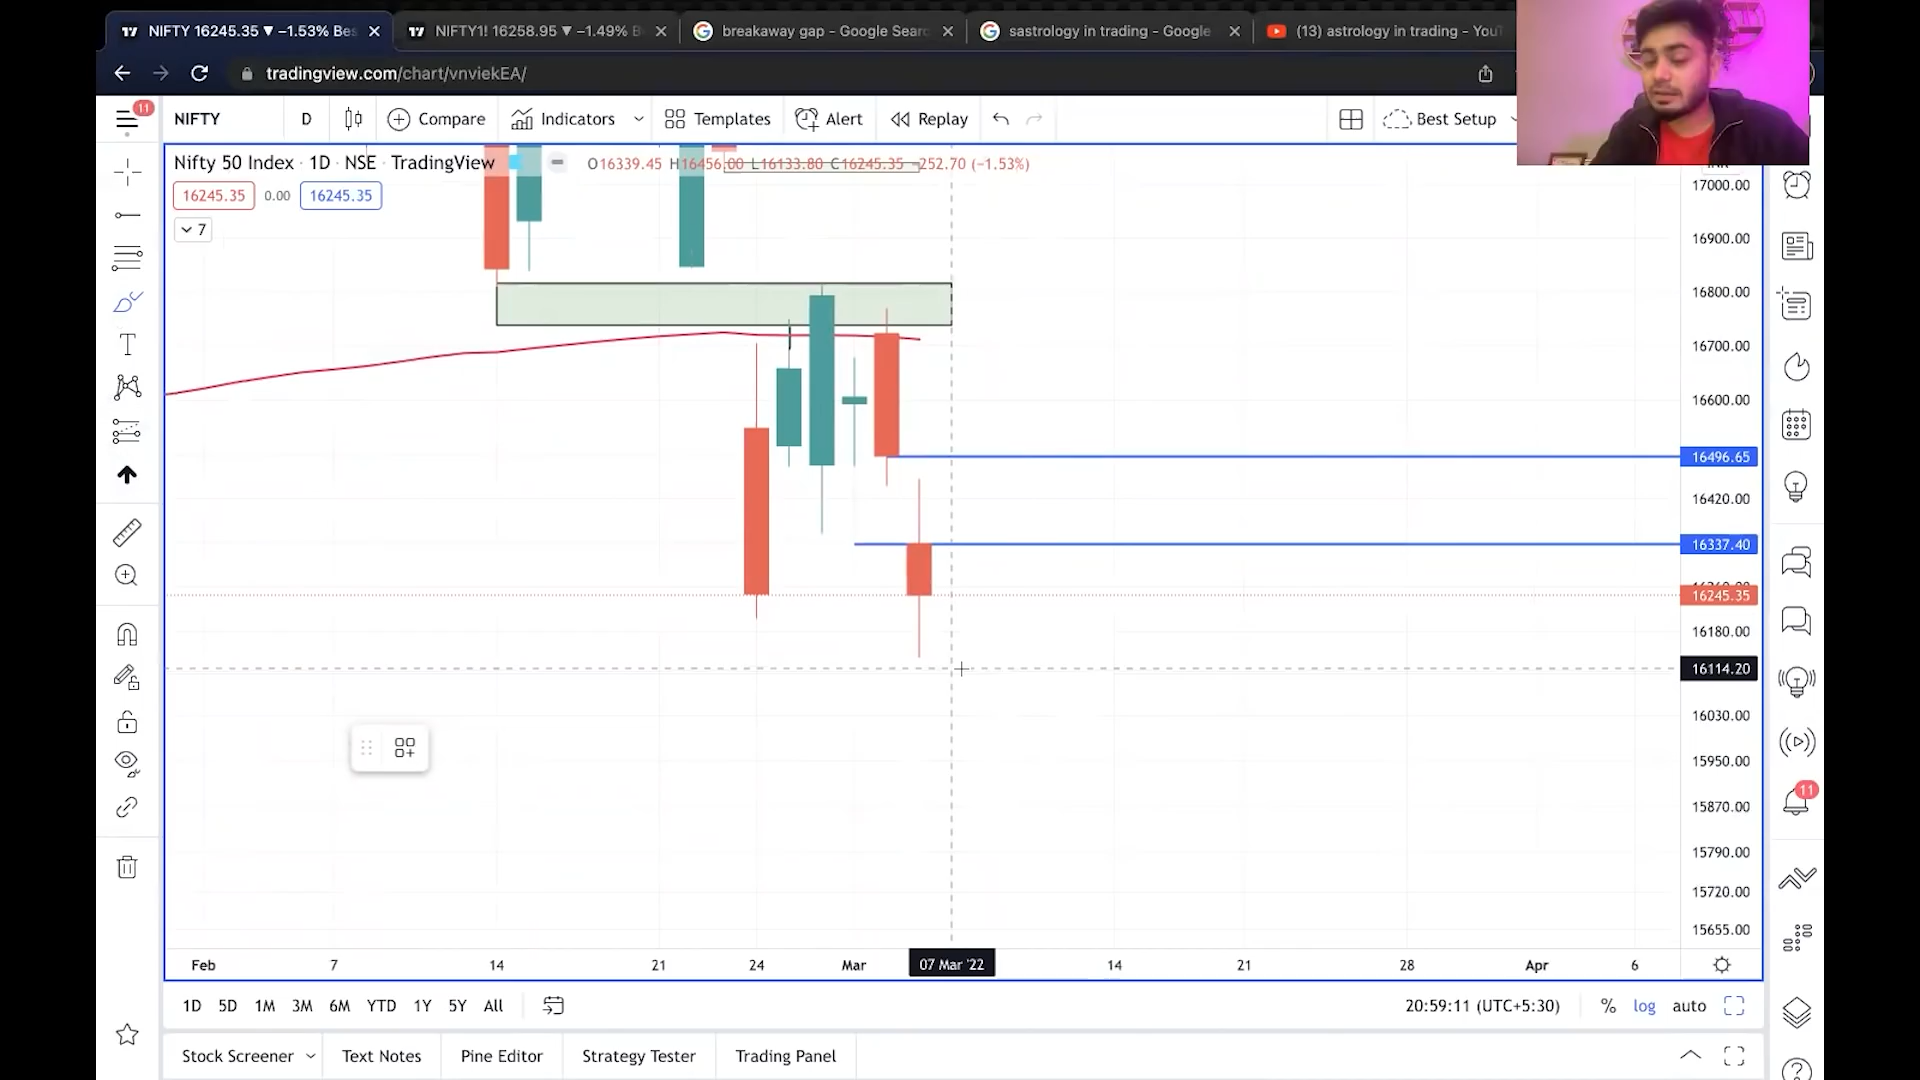 NIFTY 16245.35 ▼ −1.53% Bes
NIFTY1! 16258.95 ▼ −1.49% B
breakaway gap - Google Searc
sastrology in trading - Google
(13) astrology in trading - YouT
tradingview.com/chart/vnviekEA/
11
NIFTY
D
Compare
Indicators
Templates
Alert
Replay
Best Setup
Nifty 50 Index · 1D · NSE TradingView
O16339.45 H16456.00 L16133.80 C16245.35 −252.70 (−1.53%)
16245.35
0.00
16245.35
7
17000.00
16900.00
16800.00
16700.00
16600.00
16496.65
16420.00
16337.40
16245.35
16180.00
16114.20
16030.00
15950.00
15870.00
15790.00
15720.00
15655.00
11
Feb
7
14
21
24
Mar
07 Mar '22
14
21
28
Apr
6
1D
5D
1M
3M
6M
YTD
1Y
5Y
All
20:59:11 (UTC+5:30)
%
log
auto
Stock Screener
Text Notes
Pine Editor
Strategy Tester
Trading Panel